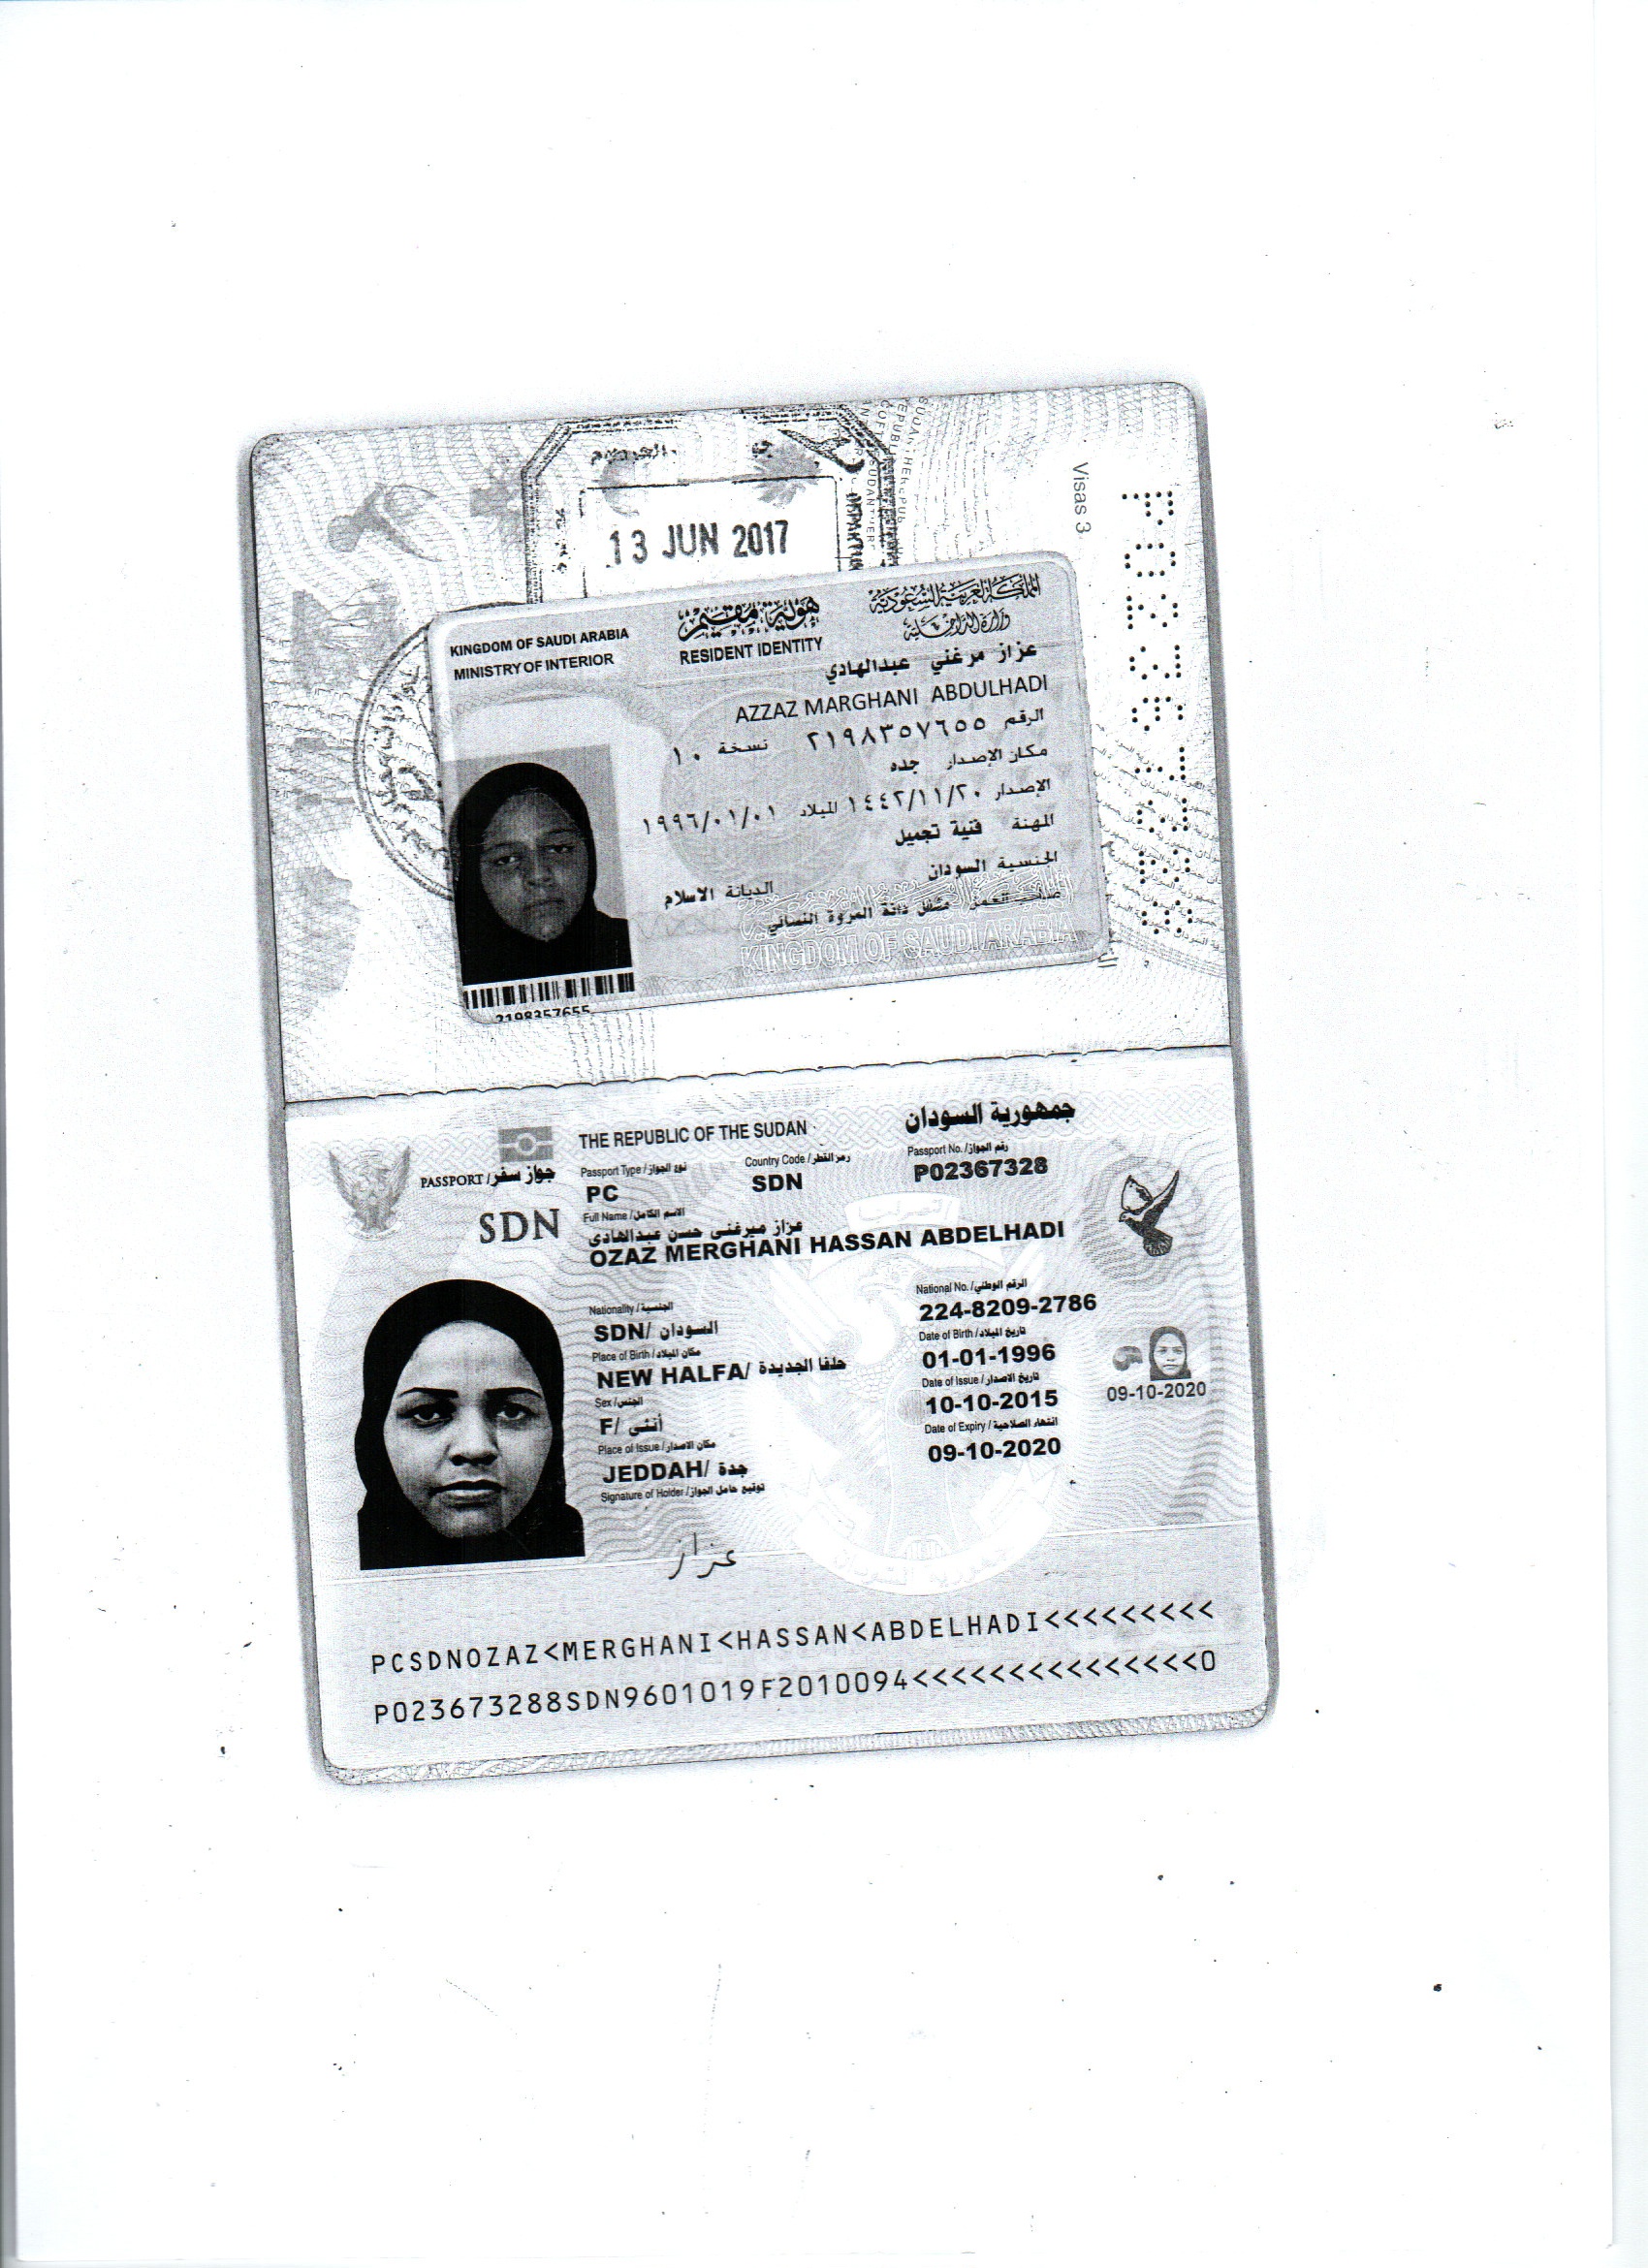 13 JUN 2017
Visas 3
P02367328
KINGDOM OF SAUDI ARABIA
MINISTRY OF INTERIOR
هوية مقيم
RESIDENT IDENTITY
المملكة العربية السعودية
وزارة الداخلية
عزاز مرغني عبدالهادي
AZZAZ MARGHANI ABDULHADI
الرقم ٢١٩٨٣٥٧٦٥٥ نسخة ١٠
مكان الإصدار جده
الإصدار ١٤٤٢/١١/٢٠ الميلاد ١٩٩٦/٠١/٠١
المهنة فنية تجميل
الجنسية السودان
الديانة الاسلام
صاحب العمل مشغل دانة المروة النسائي
KINGDOM OF SAUDI ARABIA
2198357655
THE REPUBLIC OF THE SUDAN
جمهورية السودان
PASSPORT / جواز سفر
Passport Type / نوع الجواز
PC
Country Code / رمز القطر
SDN
Passport No. / رقم الجواز
P02367328
SDN
Full Name / الاسم الكامل
عزاز ميرغنى حسن عبدالهادى
OZAZ MERGHANI HASSAN ABDELHADI
Nationality / الجنسية
SDN/ السودان
Place of Birth / مكان الميلاد
NEW HALFA/ حلفا الجديدة
Sex / الجنس
F/ أنثى
Place of Issue / مكان الاصدار
JEDDAH/ جدة
Signature of Holder / توقيع حامل الجواز
عزاز
National No. / الرقم الوطني
224-8209-2786
Date of Birth / تاريخ الميلاد
01-01-1996
Date of Issue / تاريخ الاصدار
10-10-2015
Date of Expiry / انتهاء الصلاحية
09-10-2020
09-10-2020
PCSDNOZAZ<MERGHANI<HASSAN<ABDELHADI<<<<<<<<<
P023673288SDN9601019F2010094<<<<<<<<<<<<<<<0